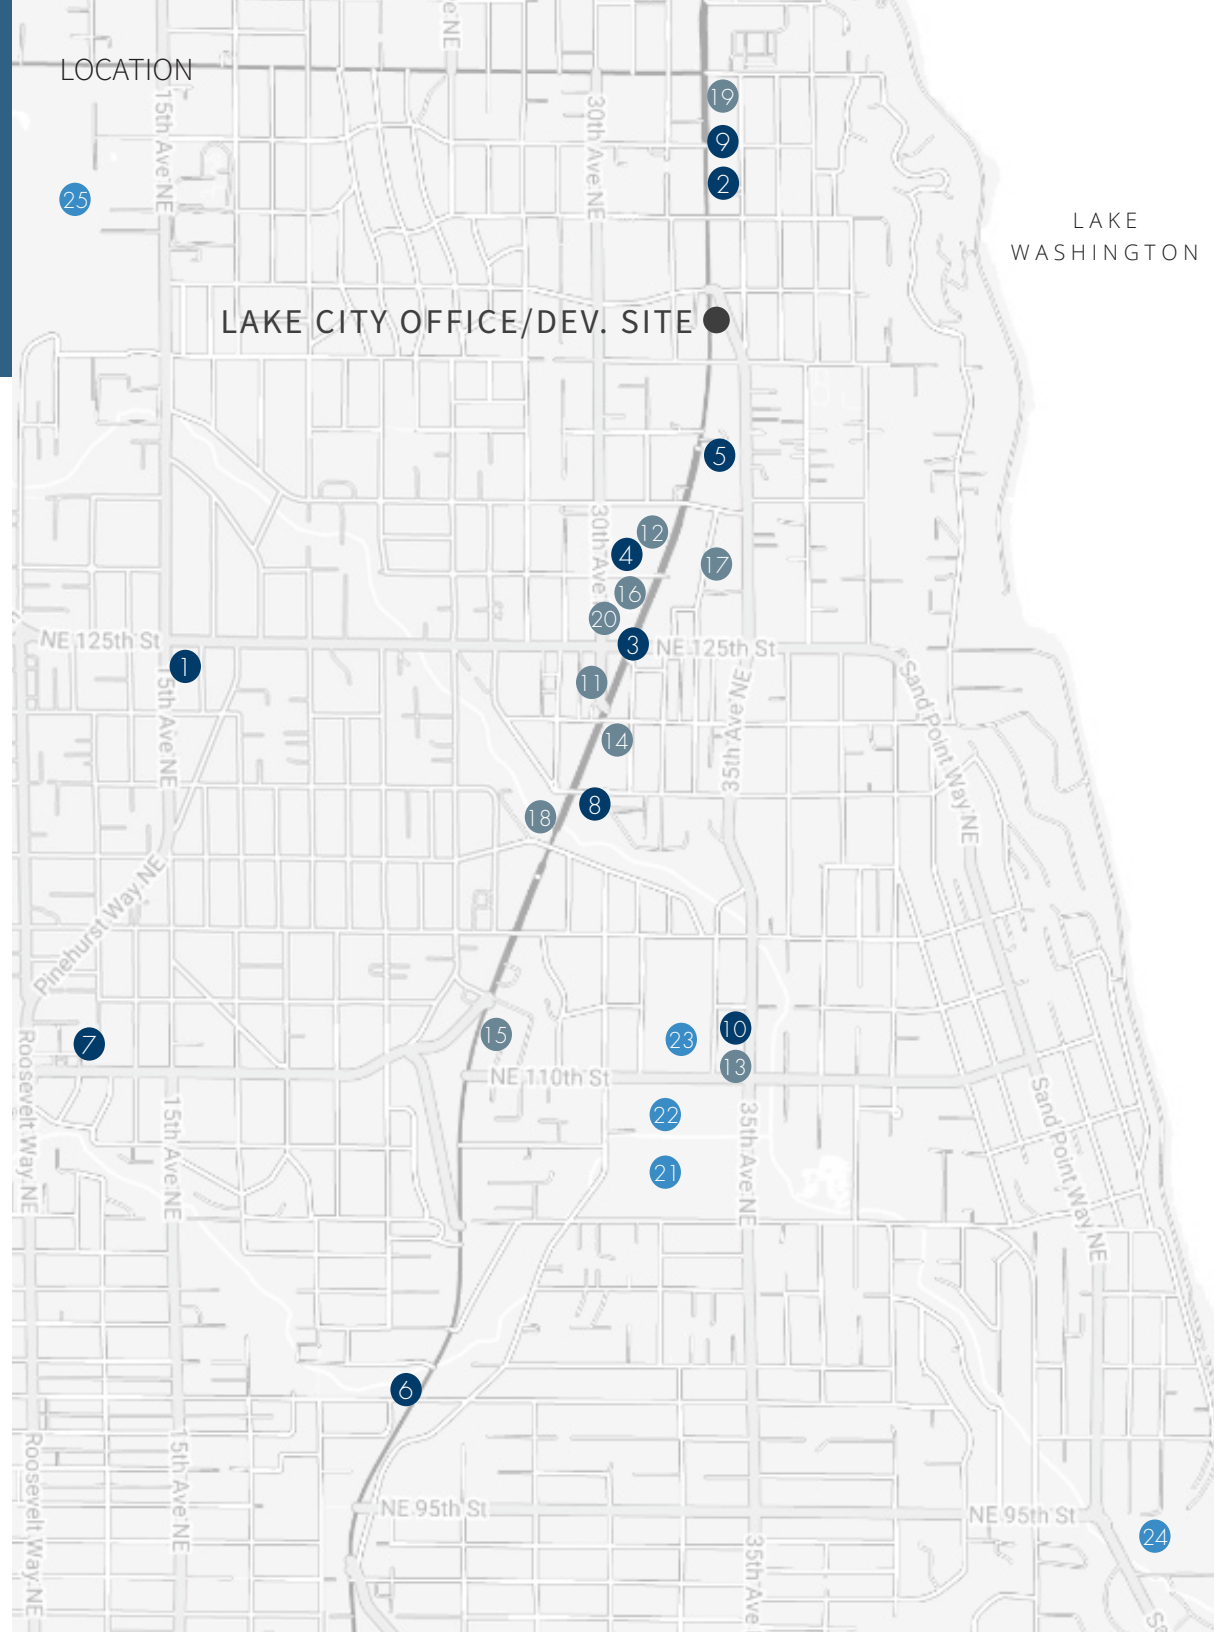 LOCATION
e NE
15th Ave NE
30th Ave NE
19
9
2
25
LAKE
WASHINGTON
LAKE CITY OFFICE/DEV. SITE
5
30th Ave
12
4
17
16
20
NE 125th St
3
NE 125th St
1
15th Ave NE
11
35th Ave NE
Sand Point Way NE
14
8
18
Pinehurst Way NE
10
23
15
7
Roosevelt Way NE
13
NE 110th St
22
15th Ave NE
35th Ave NE
Sand Point Way NE
21
6
Roosevelt Way NE
15th Ave NE
NE 95th St
NE 95th St
24
35th Ave